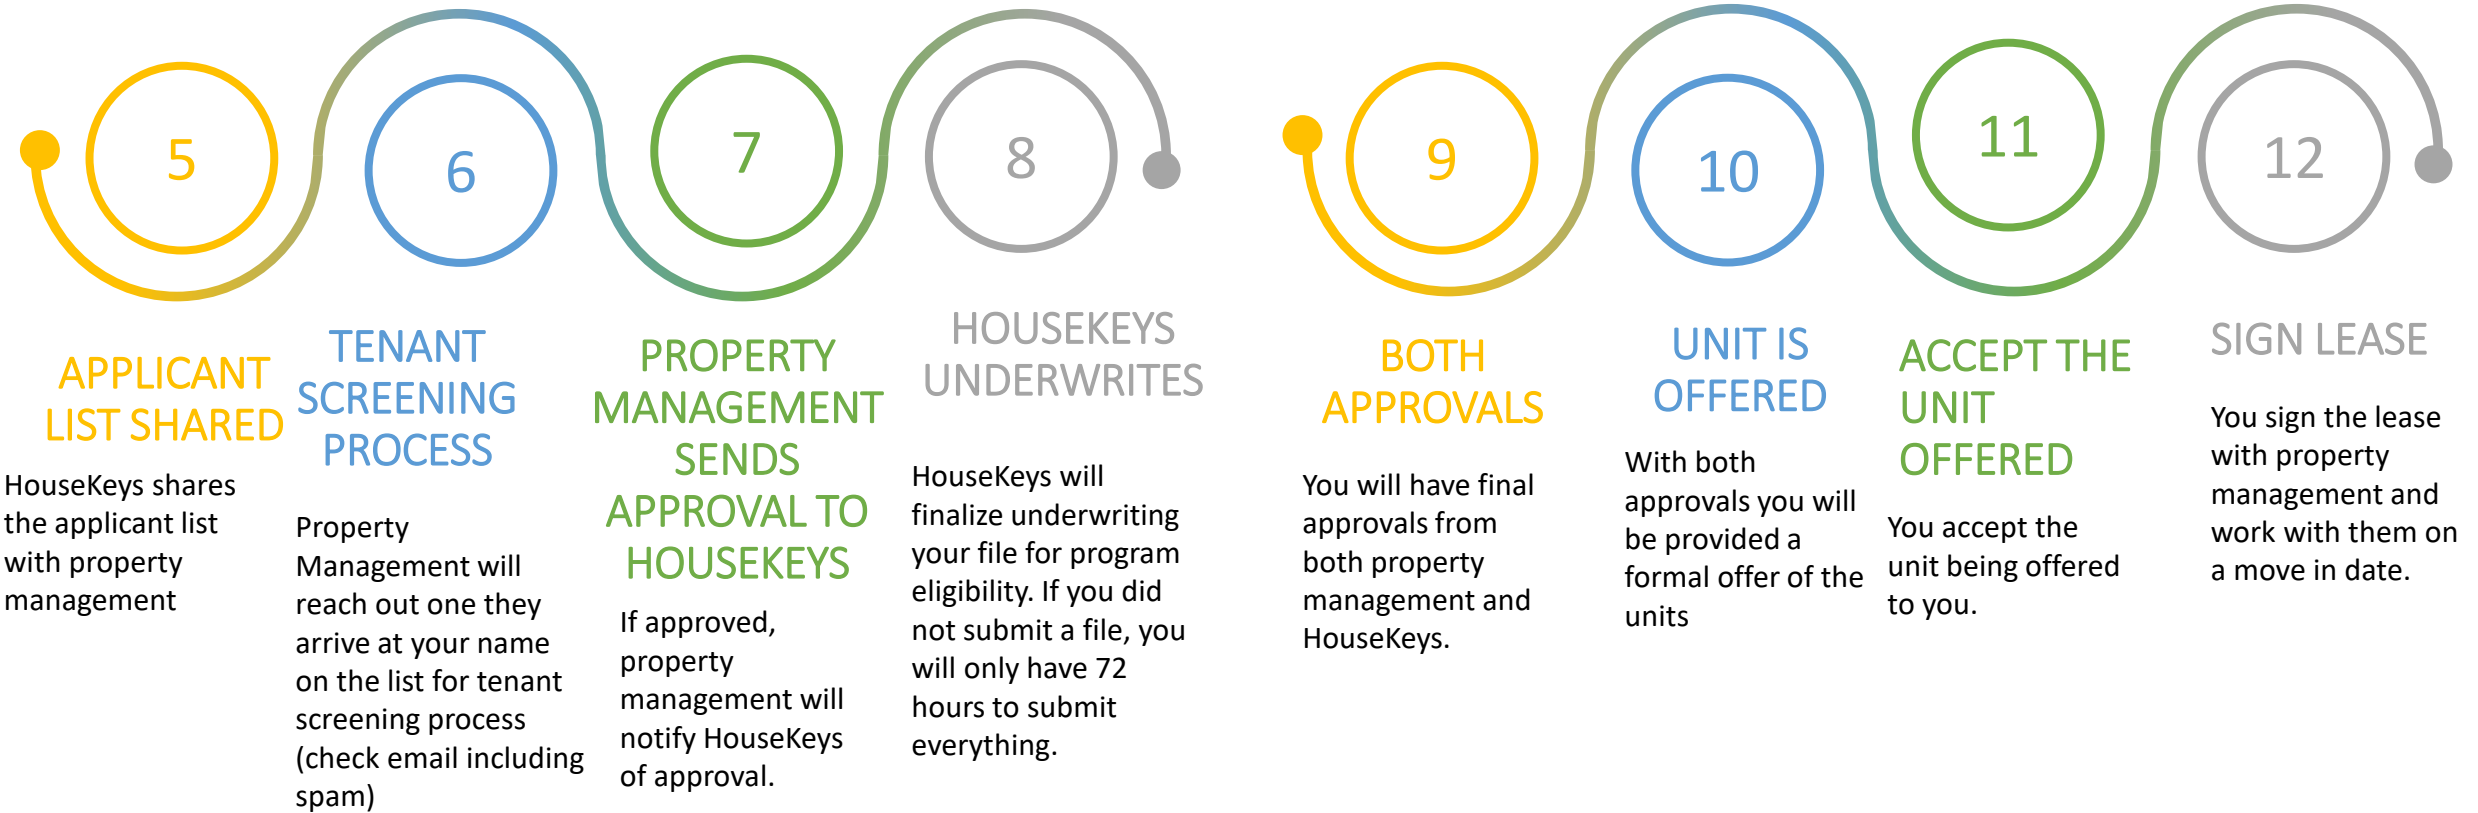 5
APPLICANT
LIST SHARED
HouseKeys shares
the applicant list
with property
management
6
TENANT
SCREENING
PROCESS
Property
Management will
reach out one they
arrive at your name
on the list for tenant
screening process
(check email including
spam)
7
PROPERTY
MANAGEMENT
SENDS
APPROVAL TO
HOUSEKEYS
If approved,
property
management will
notify HouseKeys
of approval.
8
HOUSEKEYS
UNDERWRITES
HouseKeys will
finalize underwriting
your file for program
eligibility. If you did
not submit a file, you
will only have 72
hours to submit
everything.
9
BOTH
APPROVALS
You will have final
approvals from
both property
management and
HouseKeys.
10
UNIT IS
OFFERED
With both
approvals you will
be provided a
formal offer of the
units
11
ACCEPT THE
UNIT
OFFERED
You accept the
unit being offered
to you.
12
SIGN LEASE
You sign the lease
with property
management and
work with them on
a move in date.